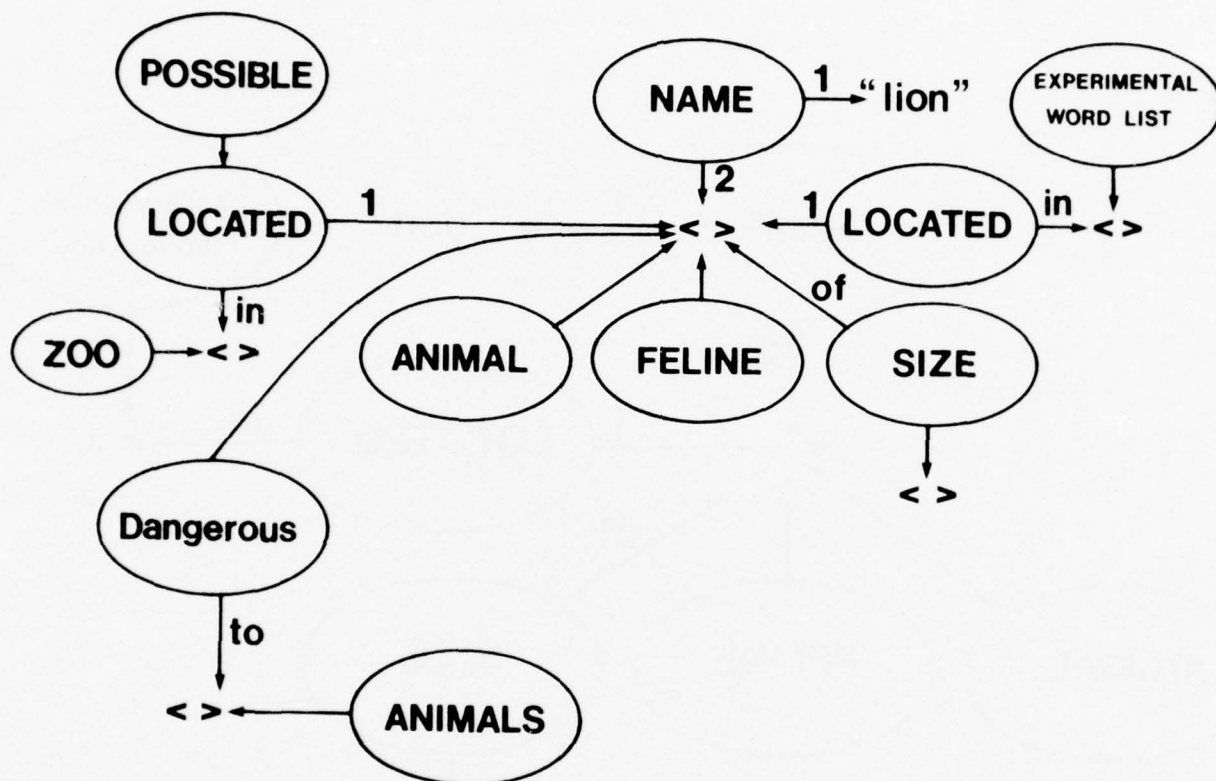 POSSIBLE
NAME
1
"lion"
EXPERIMENTAL
WORD LIST
2
LOCATED
1
< >
1
LOCATED
in
< >
in
of
ZOO
< >
ANIMAL
FELINE
SIZE
< >
Dangerous
to
< >
ANIMALS